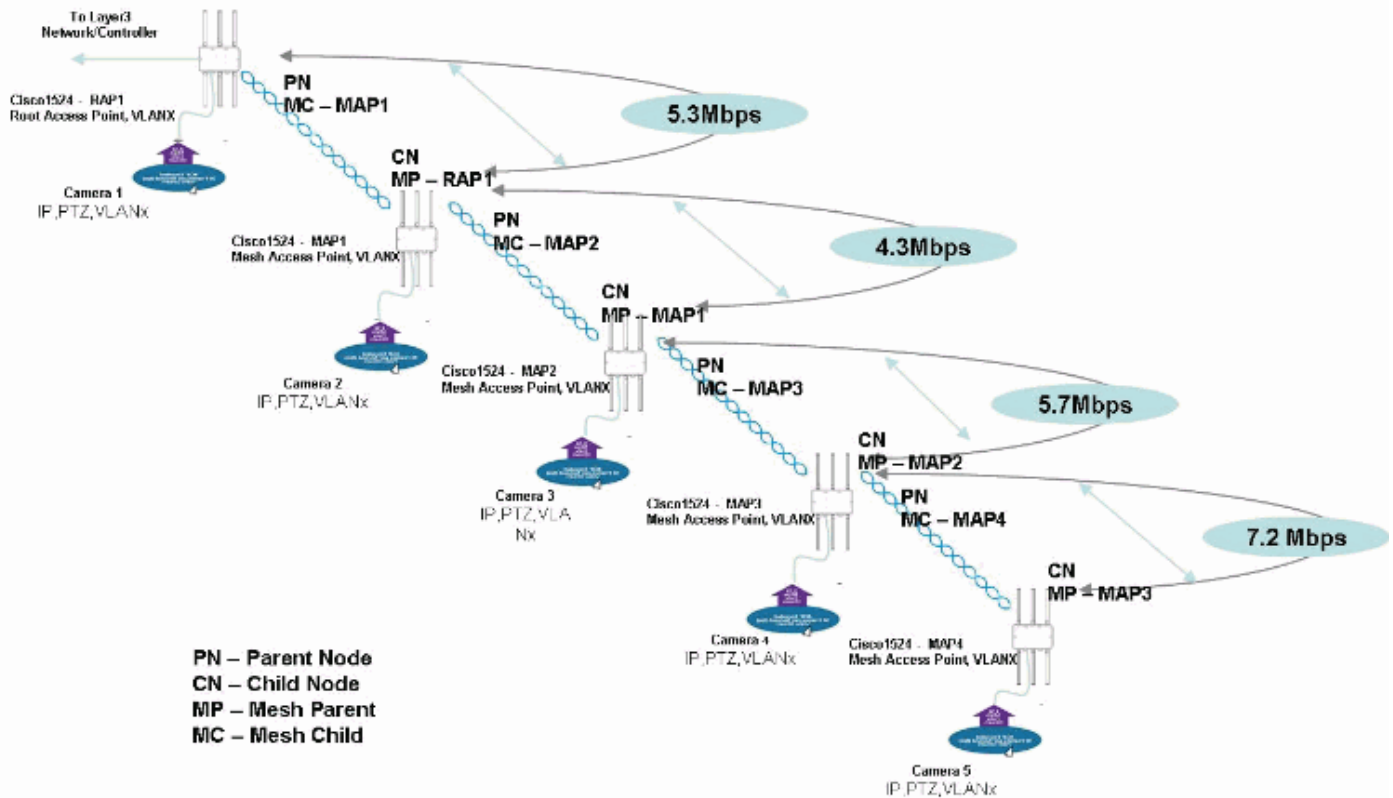 To Layer3
Network/Controller
Cisco1524 - RAP1
Root Access Point, VLANX
Camera 1
IP,PTZ,VLANx
PN
MC – MAP1
5.3Mbps
CN
MP – RAP1
Cisco1524 - MAP1
Mesh Access Point, VLANX
Camera 2
IP,PTZ,VLANx
PN
MC – MAP2
4.3Mbps
CN
MP – MAP1
Cisco1524 - MAP2
Mesh Access Point, VLANX
Camera 3
IP,PTZ,VLA
Nx
PN
MC – MAP3
5.7Mbps
CN
MP – MAP2
Cisco1524 - MAP3
Mesh Access Point, VLANX
Camera 4
IP,PTZ,VLANx
PN
MC – MAP4
7.2 Mbps
CN
MP – MAP3
Cisco1524 - MAP4
Mesh Access Point, VLANX
Camera 5
IP,PTZ,VLANx
PN – Parent Node
CN – Child Node
MP – Mesh Parent
MC – Mesh Child